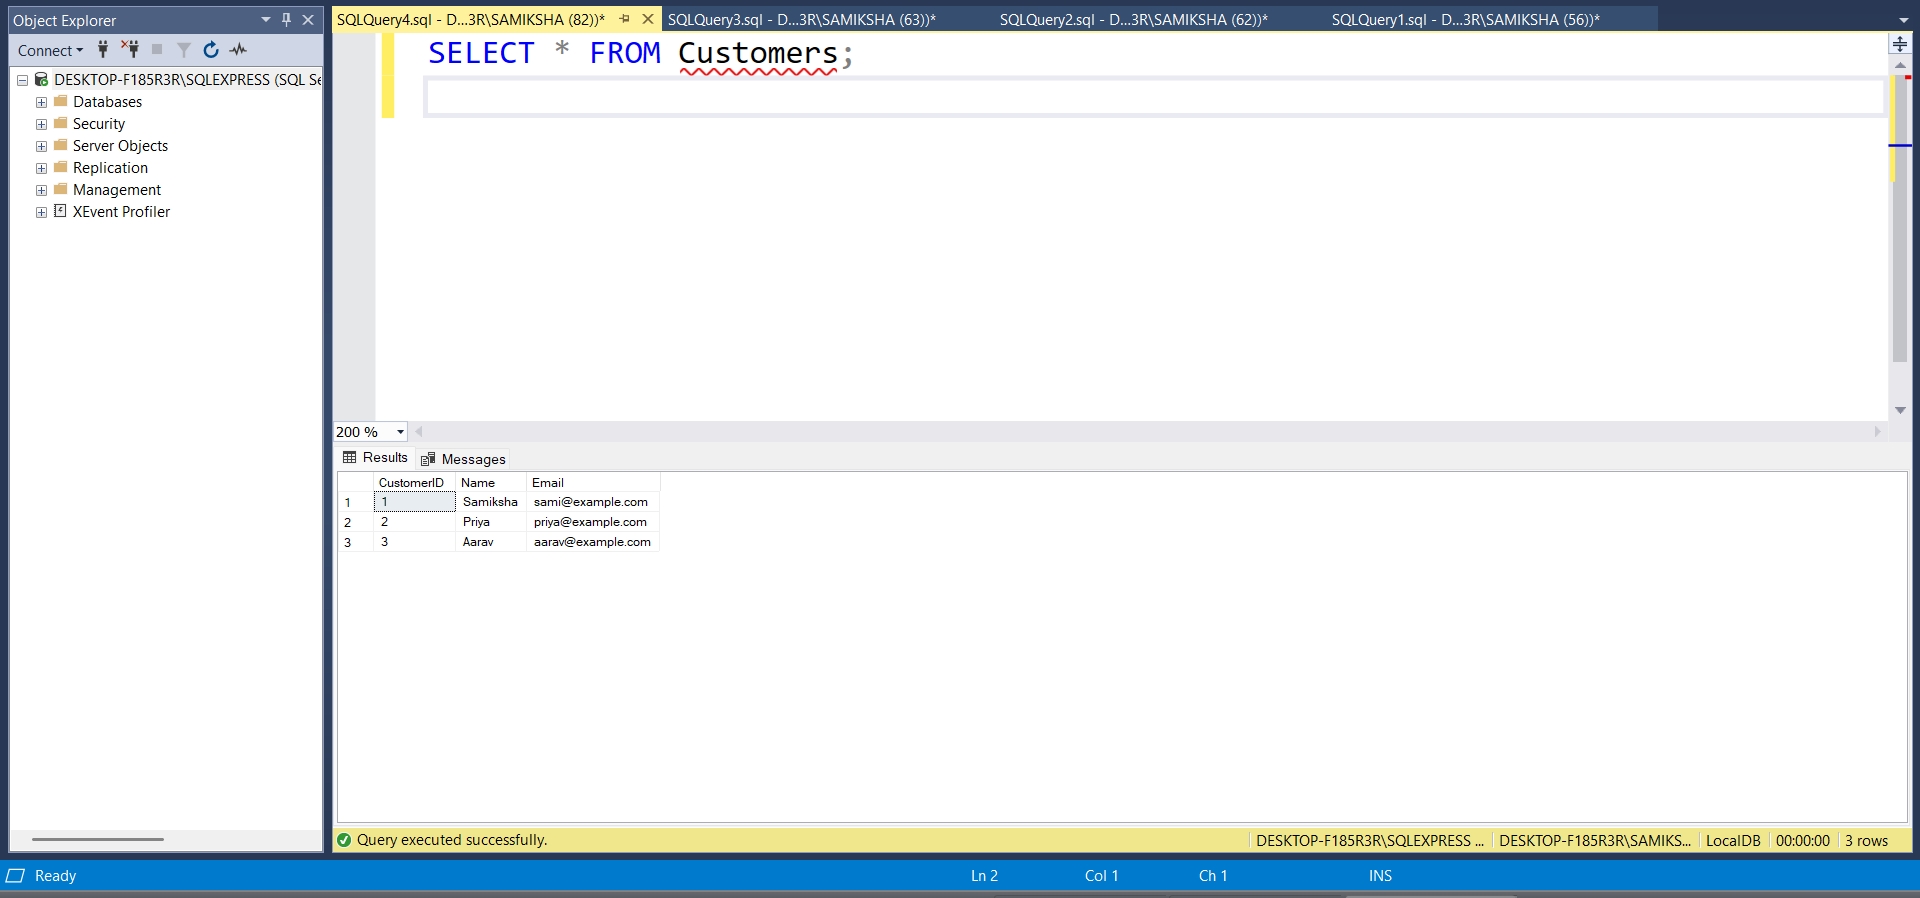 Object Explorer
SQLQuery4.sql - D...3R\SAMIKSHA (82))* SQLQuery3.sql - D...3R\SAMIKSHA (63))* SQLQuery2.sql - D...3R\SAMIKSHA (62))* SQLQuery1.sql - D...3R\SAMIKSHA (56))*
Connect
DESKTOP-F185R3R\SQLEXPRESS (SQL Se
Databases
Security
Server Objects
Replication
Management
XEvent Profiler
SELECT * FROM Customers;
200 %
Results Messages
CustomerID Name Email
1 1 Samiksha sami@example.com
2 2 Priya priya@example.com
3 3 Aarav aarav@example.com
Query executed successfully. DESKTOP-F185R3R\SQLEXPRESS ... DESKTOP-F185R3R\SAMIKS... LocalDB 00:00:00 3 rows
Ready Ln 2 Col 1 Ch 1 INS